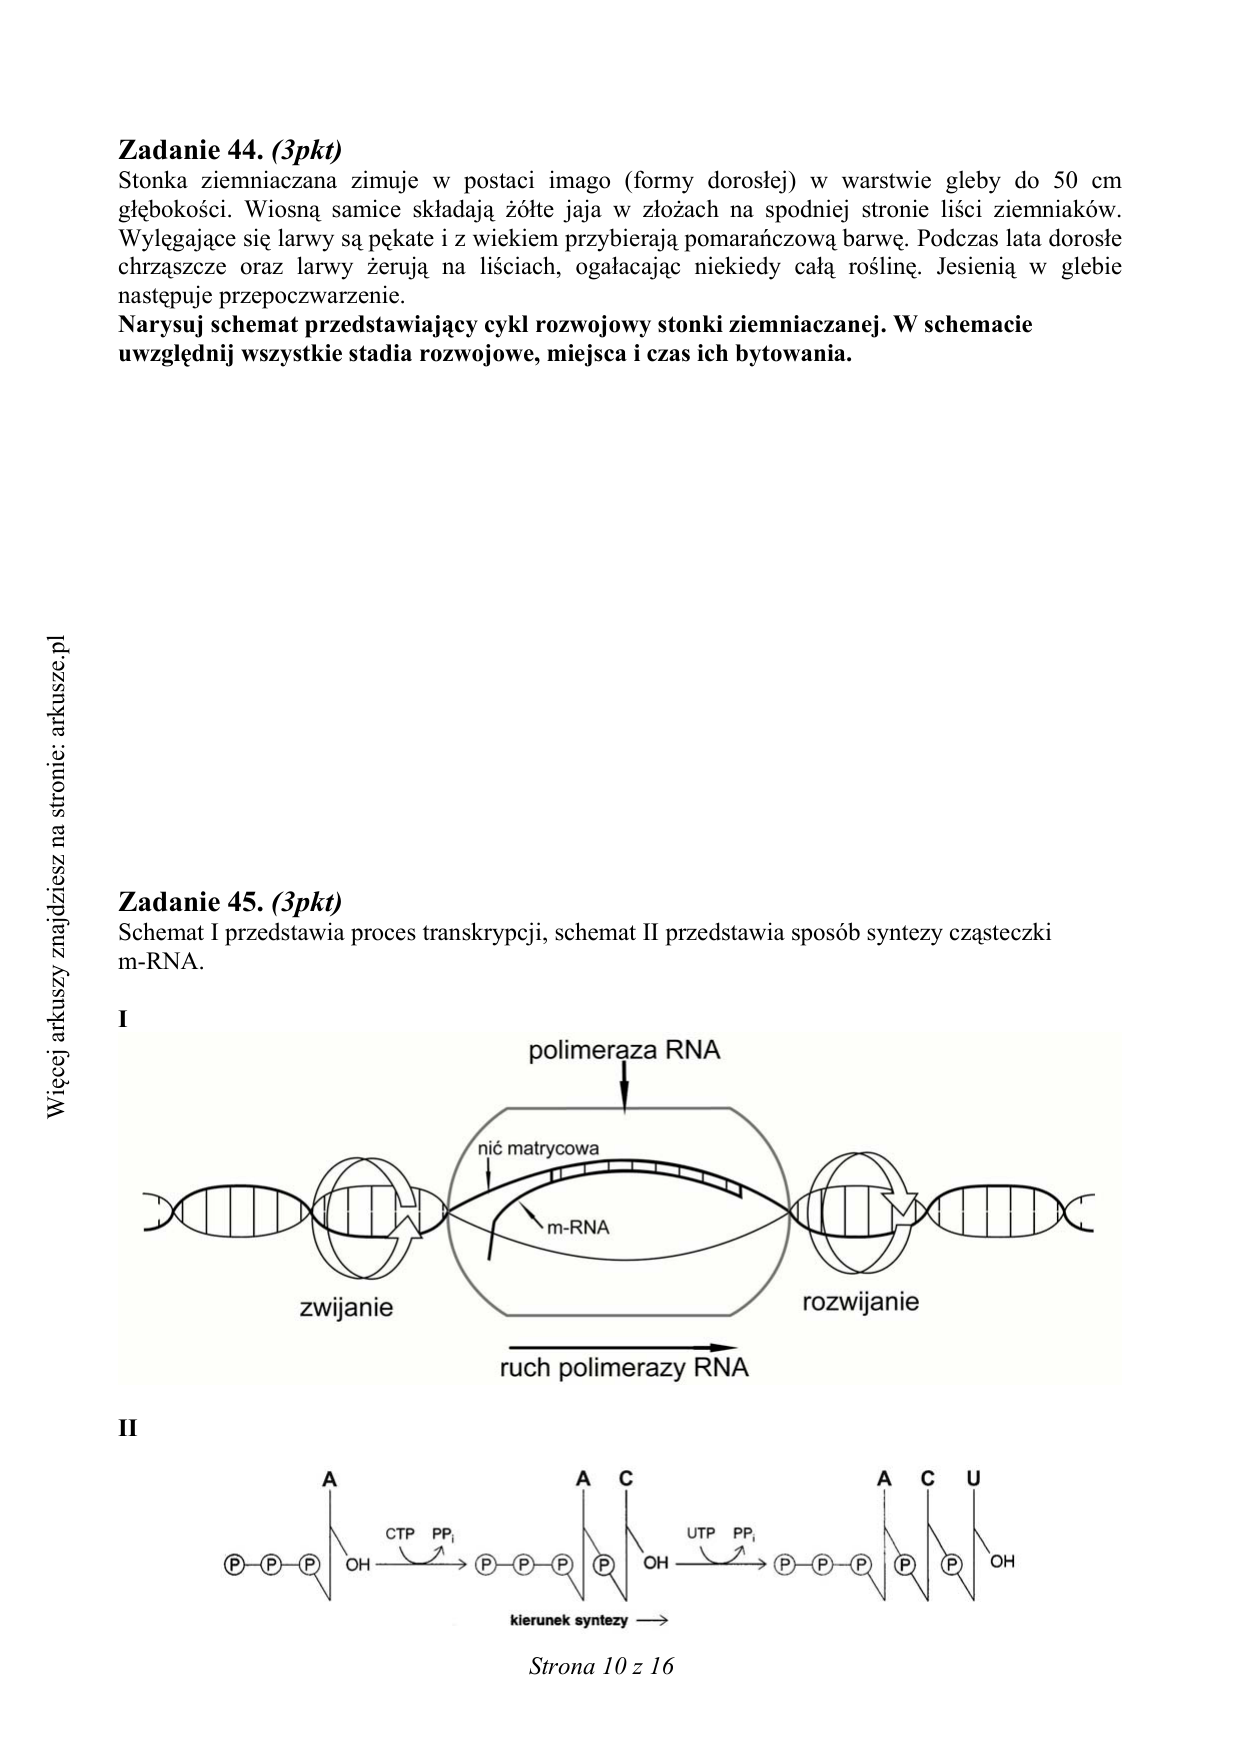 Zadanie 44. (3pkt)
Stonka ziemniaczana zimuje w postaci imago (formy dorosłej) w warstwie gleby do 50 cm
głębokości. Wiosną samice składają żółte jaja w złożach na spodniej stronie liści ziemniaków.
Wylęgające się larwy są pękate i z wiekiem przybierają pomarańczową barwę. Podczas lata dorosłe
chrząszcze oraz larwy żerują na liściach, ogałacając niekiedy całą roślinę. Jesienią w glebie
następuje przepoczwarzenie.
Narysuj schemat przedstawiający cykl rozwojowy stonki ziemniaczanej. W schemacie
uwzględnij wszystkie stadia rozwojowe, miejsca i czas ich bytowania.
Więcej arkuszy znajdziesz na stronie: arkusze.pl
Zadanie 45. (3pkt)
Schemat I przedstawia proces transkrypcji, schemat II przedstawia sposób syntezy cząsteczki
m-RNA.
I
polimeraza RNA
nić matrycowa
m-RNA
zwijanie
rozwijanie
ruch polimerazy RNA
II
A A C A C U
CTP PPi UTP PPi
P P P OH P P P P OH P P P P P OH
kierunek syntezy
Strona 10 z 16